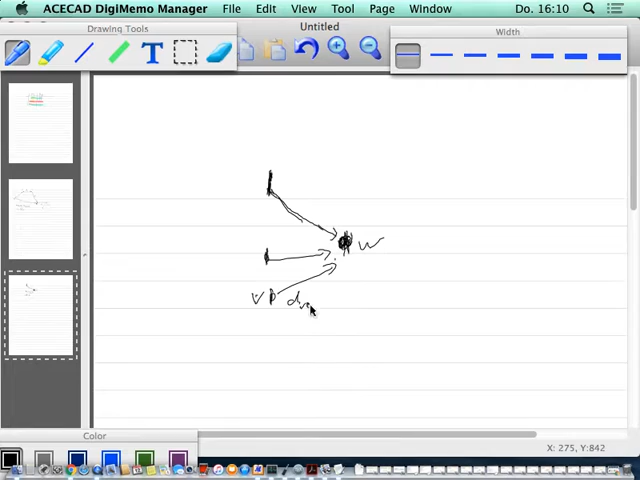 ACECAD DigiMemo Manager File Edit View Tool Page Window Do. 16:10
Drawing Tools
Untitled
Width
T
W
Color
X: 275, Y:842